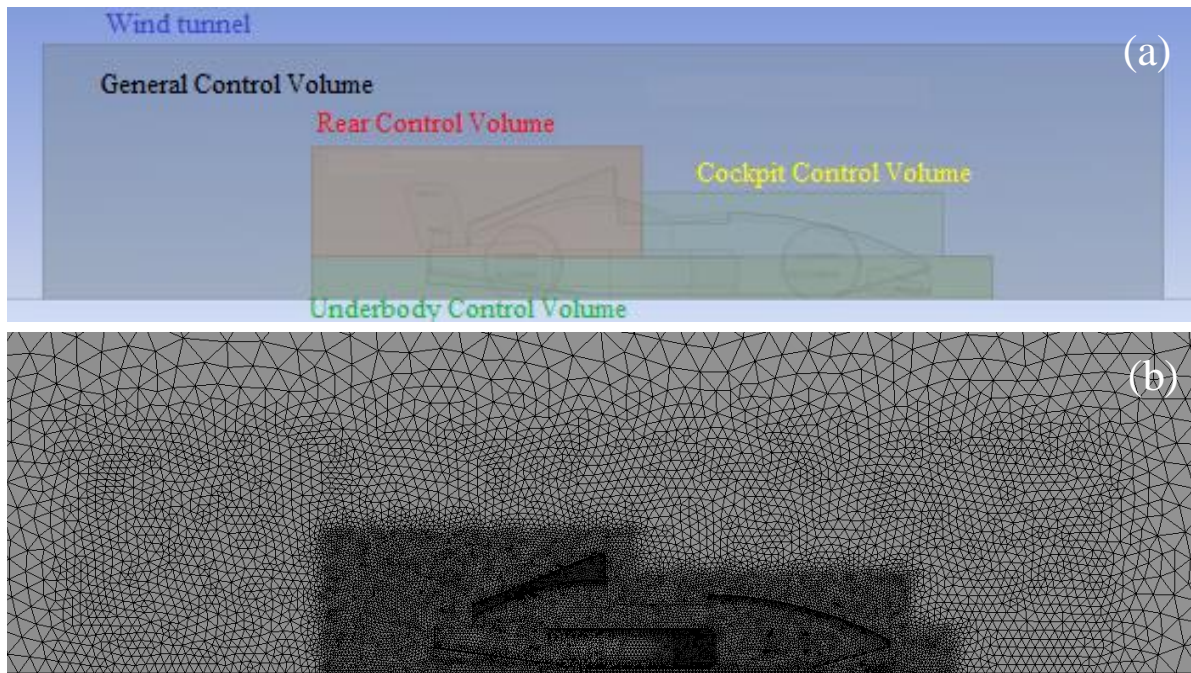 Wind tunnel
(a)
General Control Volume
Rear Control Volume
Cockpit Control Volume
Underbody Control Volume
(b)